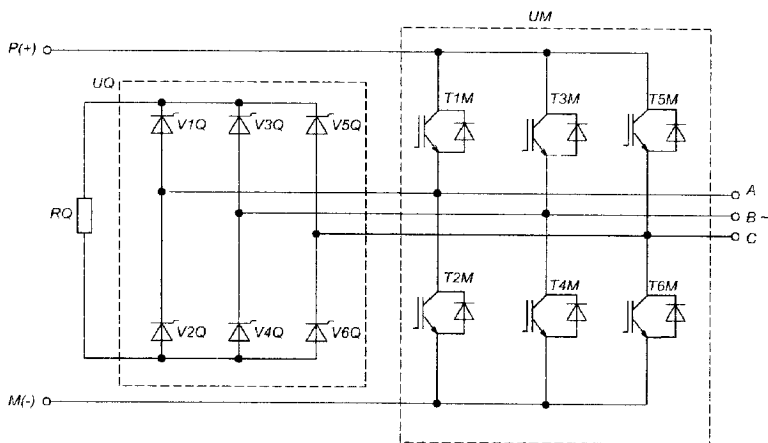 UM
P(+)
UQ
T1M
T3M
T5M
V1Q
V3Q
V5Q
A
RQ
B ~
C
T2M
T4M
T6M
V2Q
V4Q
V6Q
M(-)